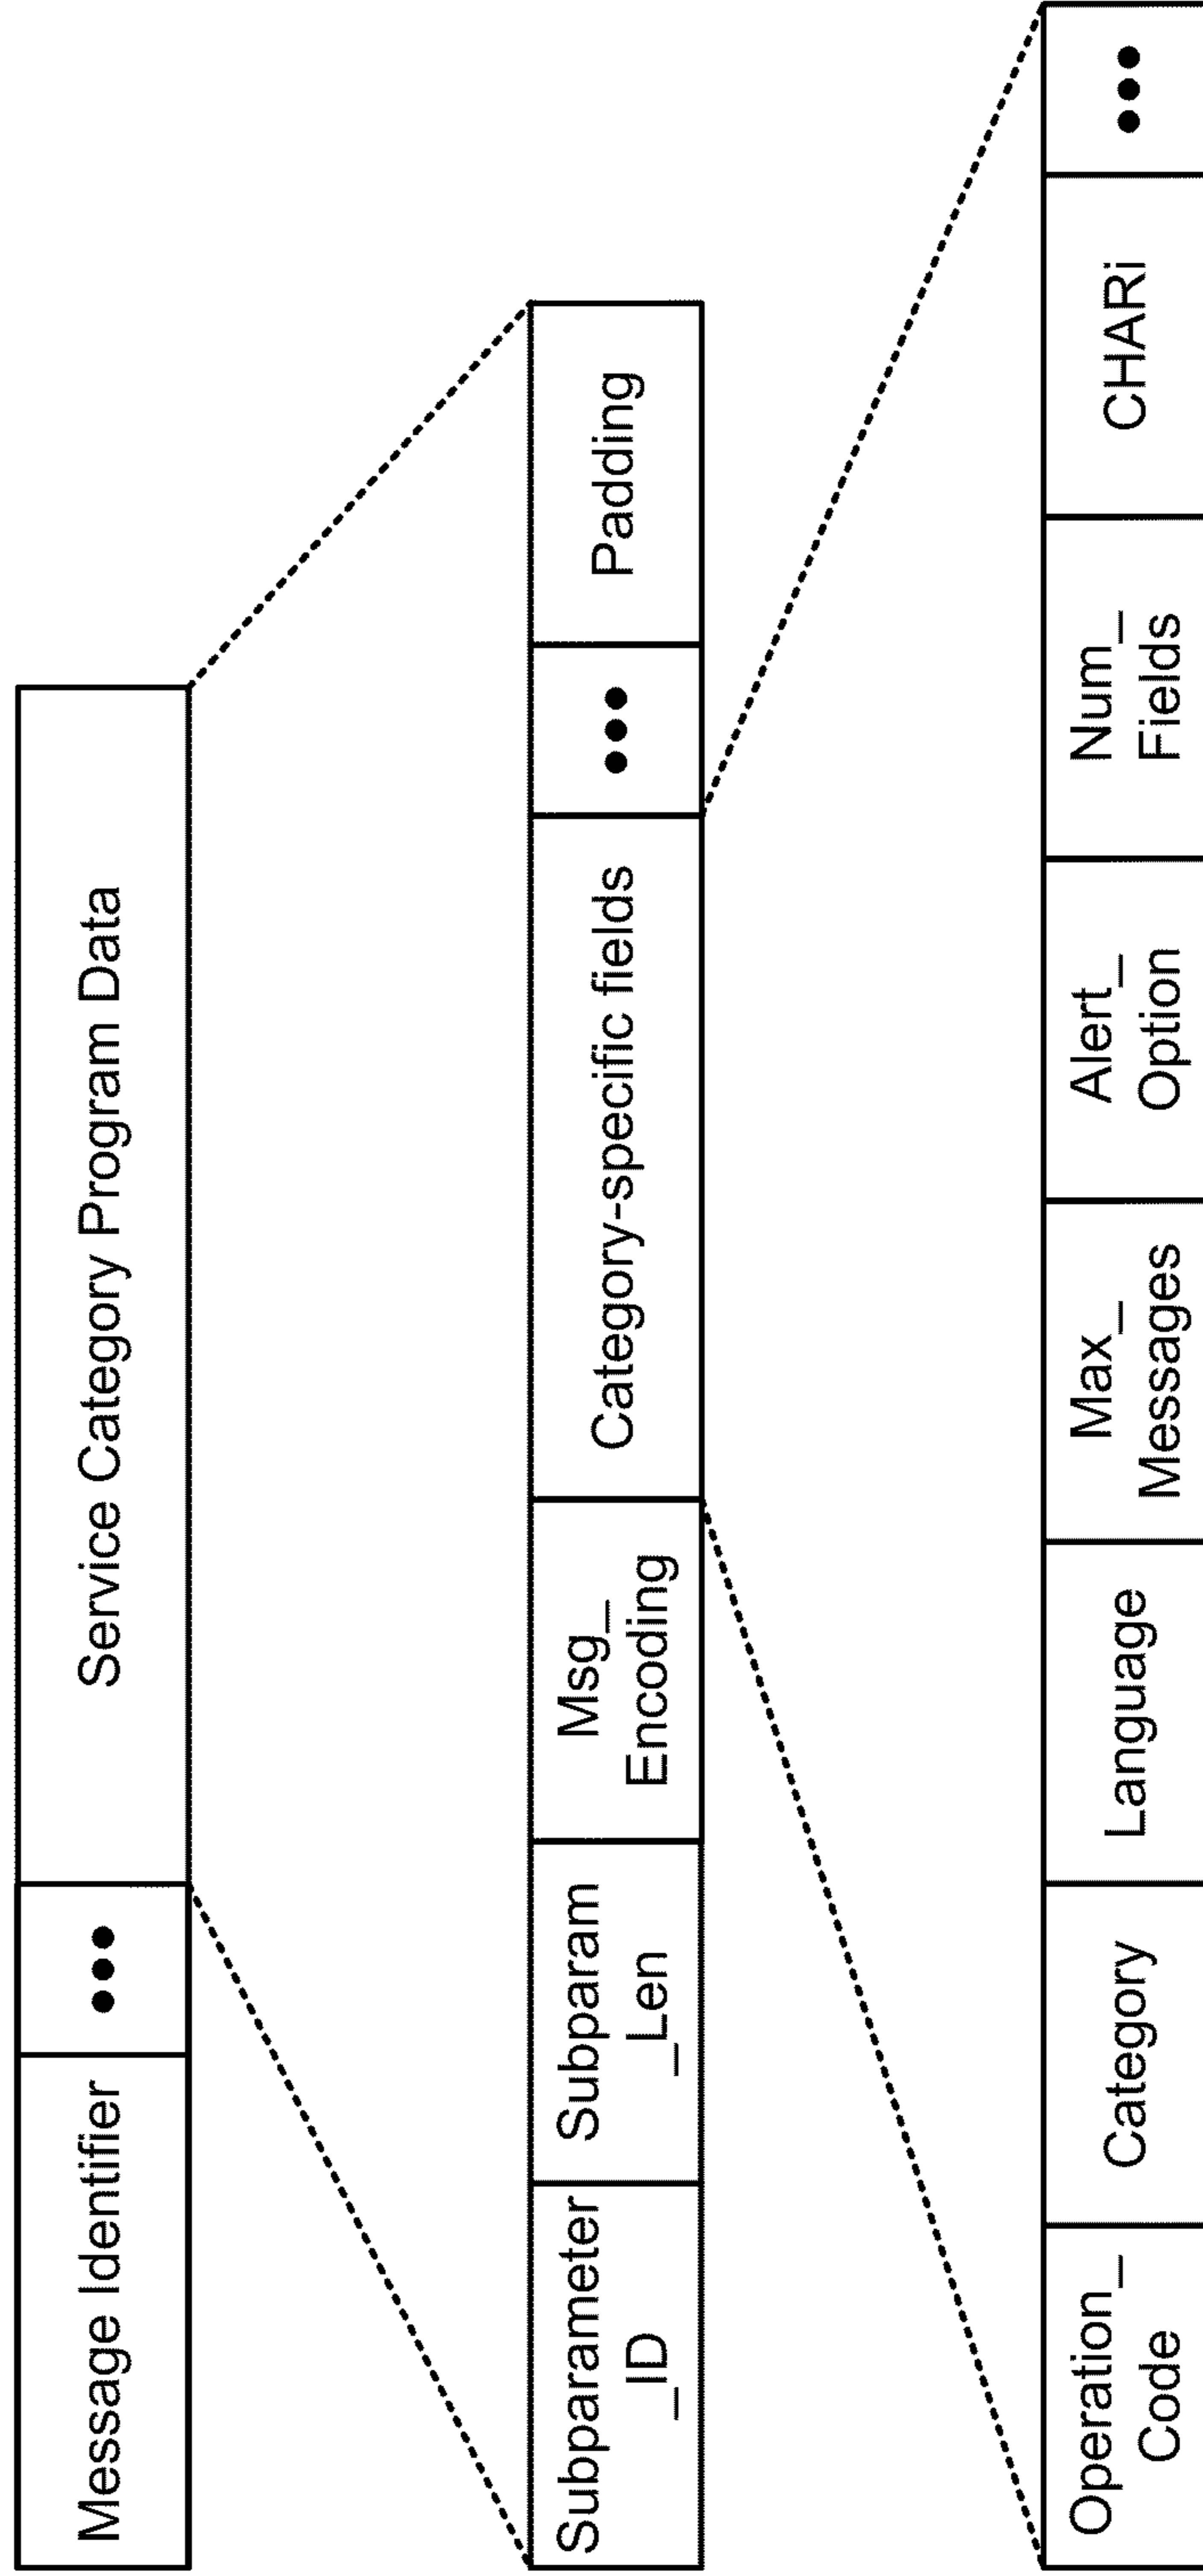 Message Identifier
•••
Service Category Program Data
Subparameter
_ID
Subparam
_Len
Msg_
Encoding
Category-specific fields
•••
Padding
Operation_
Code
Category
Language
Max_
Messages
Alert_
Option
Num_
Fields
CHARi
•••